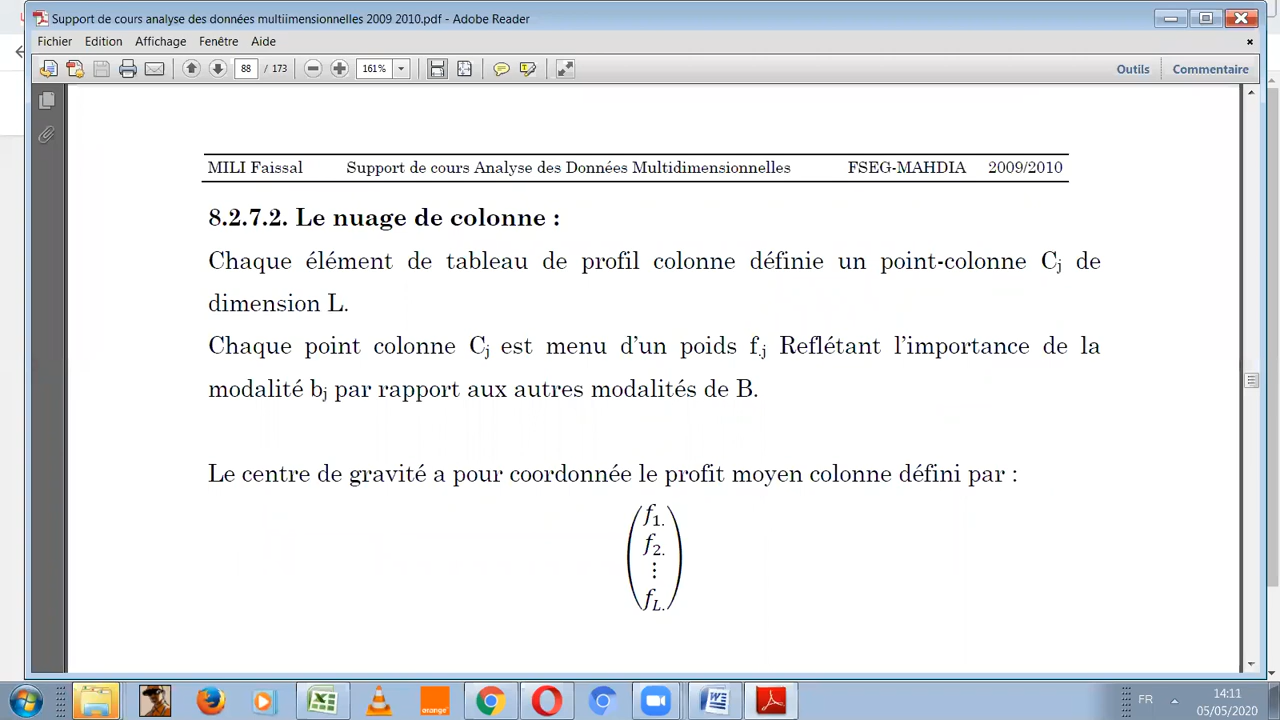 Support de cours analyse des données multiimensionnelles 2009 2010.pdf - Adobe Reader
Fichier Edition Affichage Fenêtre Aide
88 / 173 161% Outils Commentaire
MILI Faissal Support de cours Analyse des Données Multidimensionnelles FSEG-MAHDIA 2009/2010
8.2.7.2. Le nuage de colonne :
Chaque élément de tableau de profil colonne définie un point-colonne Cj de
dimension L.
Chaque point colonne Cj est menu d'un poids f.j Reflétant l'importance de la
modalité bj par rapport aux autres modalités de B.
Le centre de gravité a pour coordonnée le profit moyen colonne défini par :
f1.
f2.
⋮
fL.
orange
FR
14:11
05/05/2020